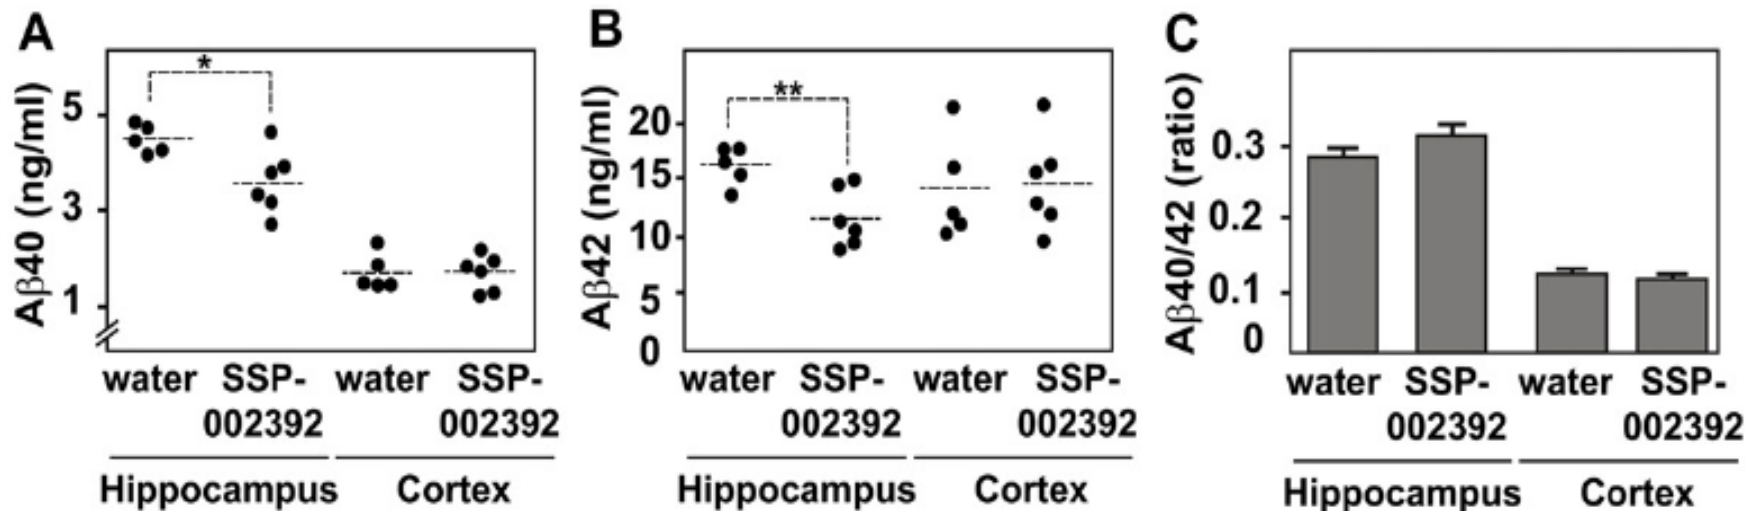 A
Aβ40 (ng/ml)
5
3
1
*
water SSP-002392 water SSP-002392
Hippocampus Cortex
B
Aβ42 (ng/ml)
20
15
10
5
0
**
water SSP-002392 water SSP-002392
Hippocampus Cortex
C
Aβ40/42 (ratio)
0.3
0.2
0.1
0
water SSP-002392 water SSP-002392
Hippocampus Cortex